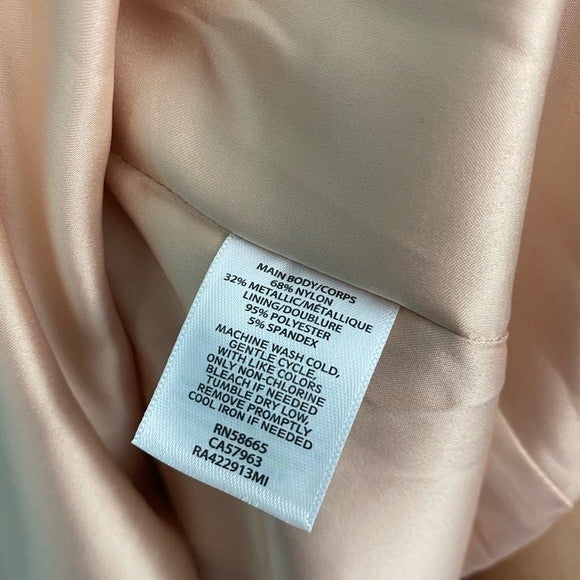 MAIN BODY/CORPS
68% NYLON
32% METALLIC/MÉTALLIQUE
LINING/DOUBLURE
95% POLYESTER
5% SPANDEX
MACHINE WASH COLD,
GENTLE CYCLE,
WITH LIKE COLORS
ONLY NON-CHLORINE
BLEACH IF NEEDED
TUMBLE DRY LOW,
REMOVE PROMPTLY.
COOL IRON IF NEEDED
RN58665
CA57963
RA422913MI